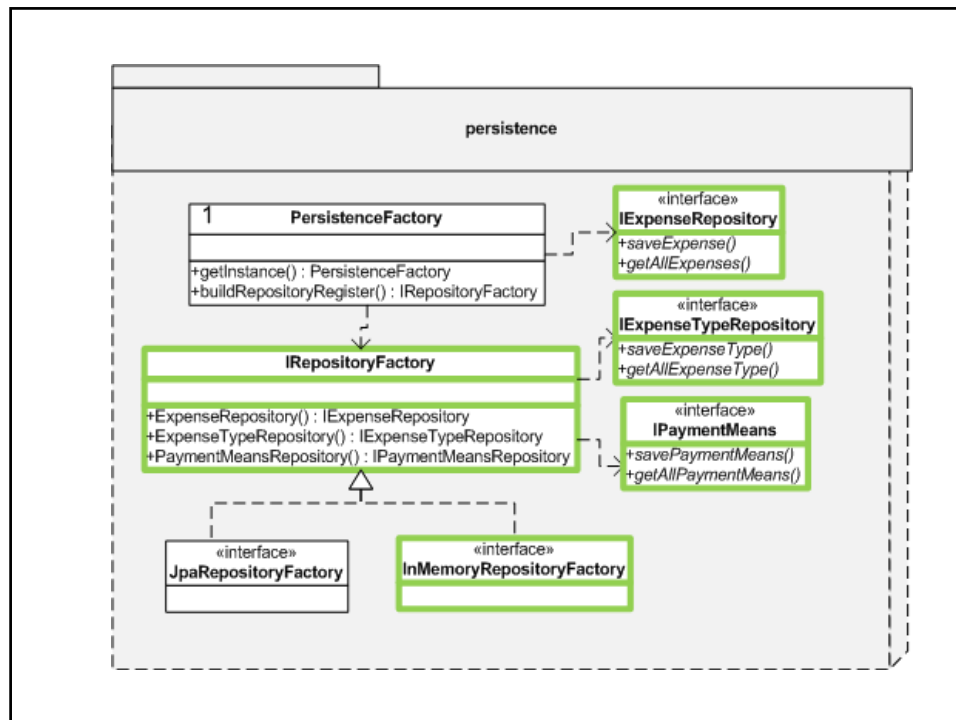 persistence
1
PersistenceFactory
+getInstance() : PersistenceFactory
+buildRepositoryRegister() : IRepositoryFactory
«interface»
IExpenseRepository
+saveExpense()
+getAllExpenses()
«interface»
IExpenseTypeRepository
+saveExpenseType()
+getAllExpenseType()
IRepositoryFactory
+ExpenseRepository() : IExpenseRepository
+ExpenseTypeRepository() : IExpenseTypeRepository
+PaymentMeansRepository() : IPaymentMeansRepository
«interface»
IPaymentMeans
+savePaymentMeans()
+getAllPaymentMeans()
«interface»
JpaRepositoryFactory
«interface»
InMemoryRepositoryFactory